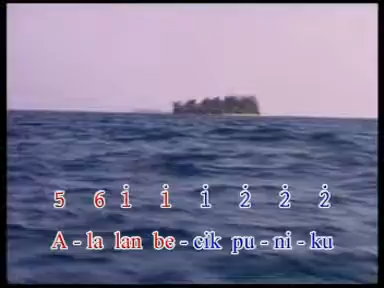 5 6 i̇ i̇ i̇ 2̇ 2̇ 2̇
A - la lan be - cik pu - ni - ku